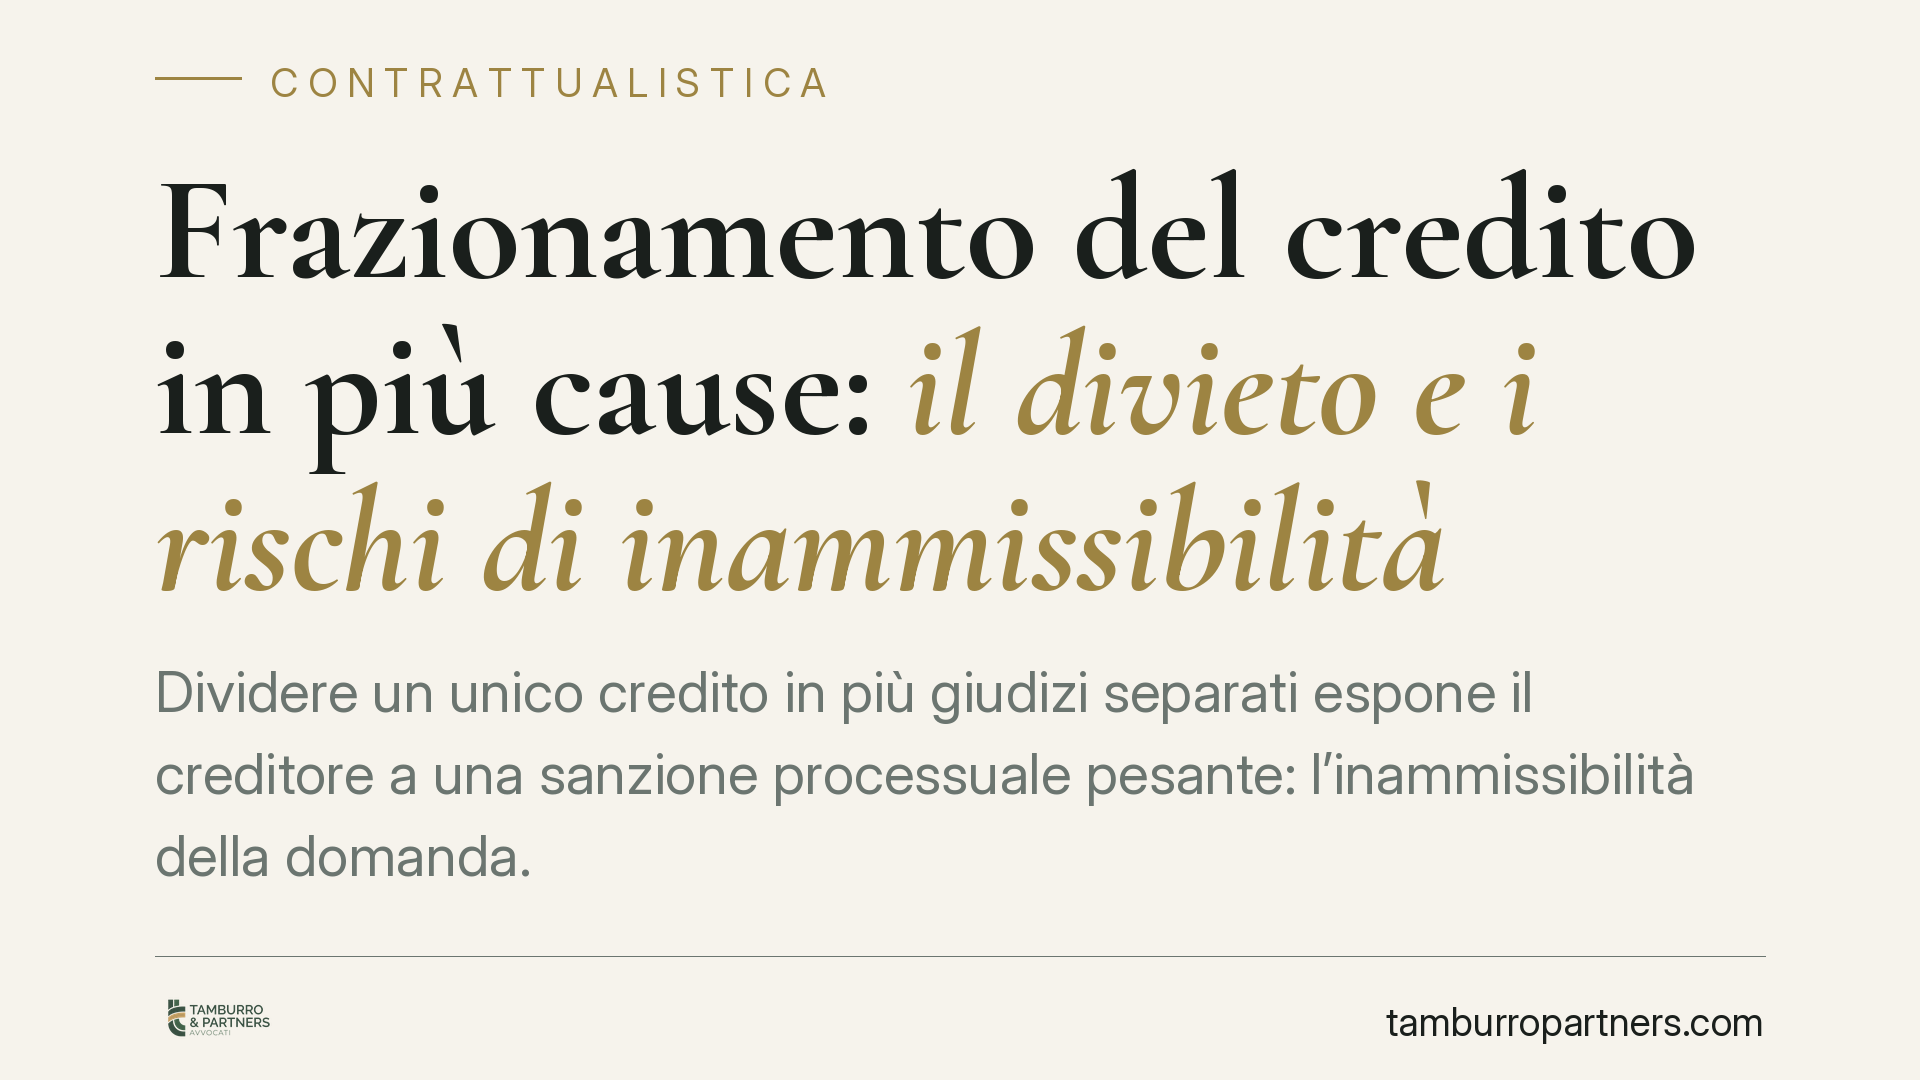 CONTRATTUALISTICA
Frazionamento del credito
in più cause: il divieto e i
rischi di inammissibilità
Dividere un unico credito in più giudizi separati espone il
creditore a una sanzione processuale pesante: l’inammissibilità
della domanda.
TAMBURRO
& PARTNERS
AVVOCATI
tamburropartners.com